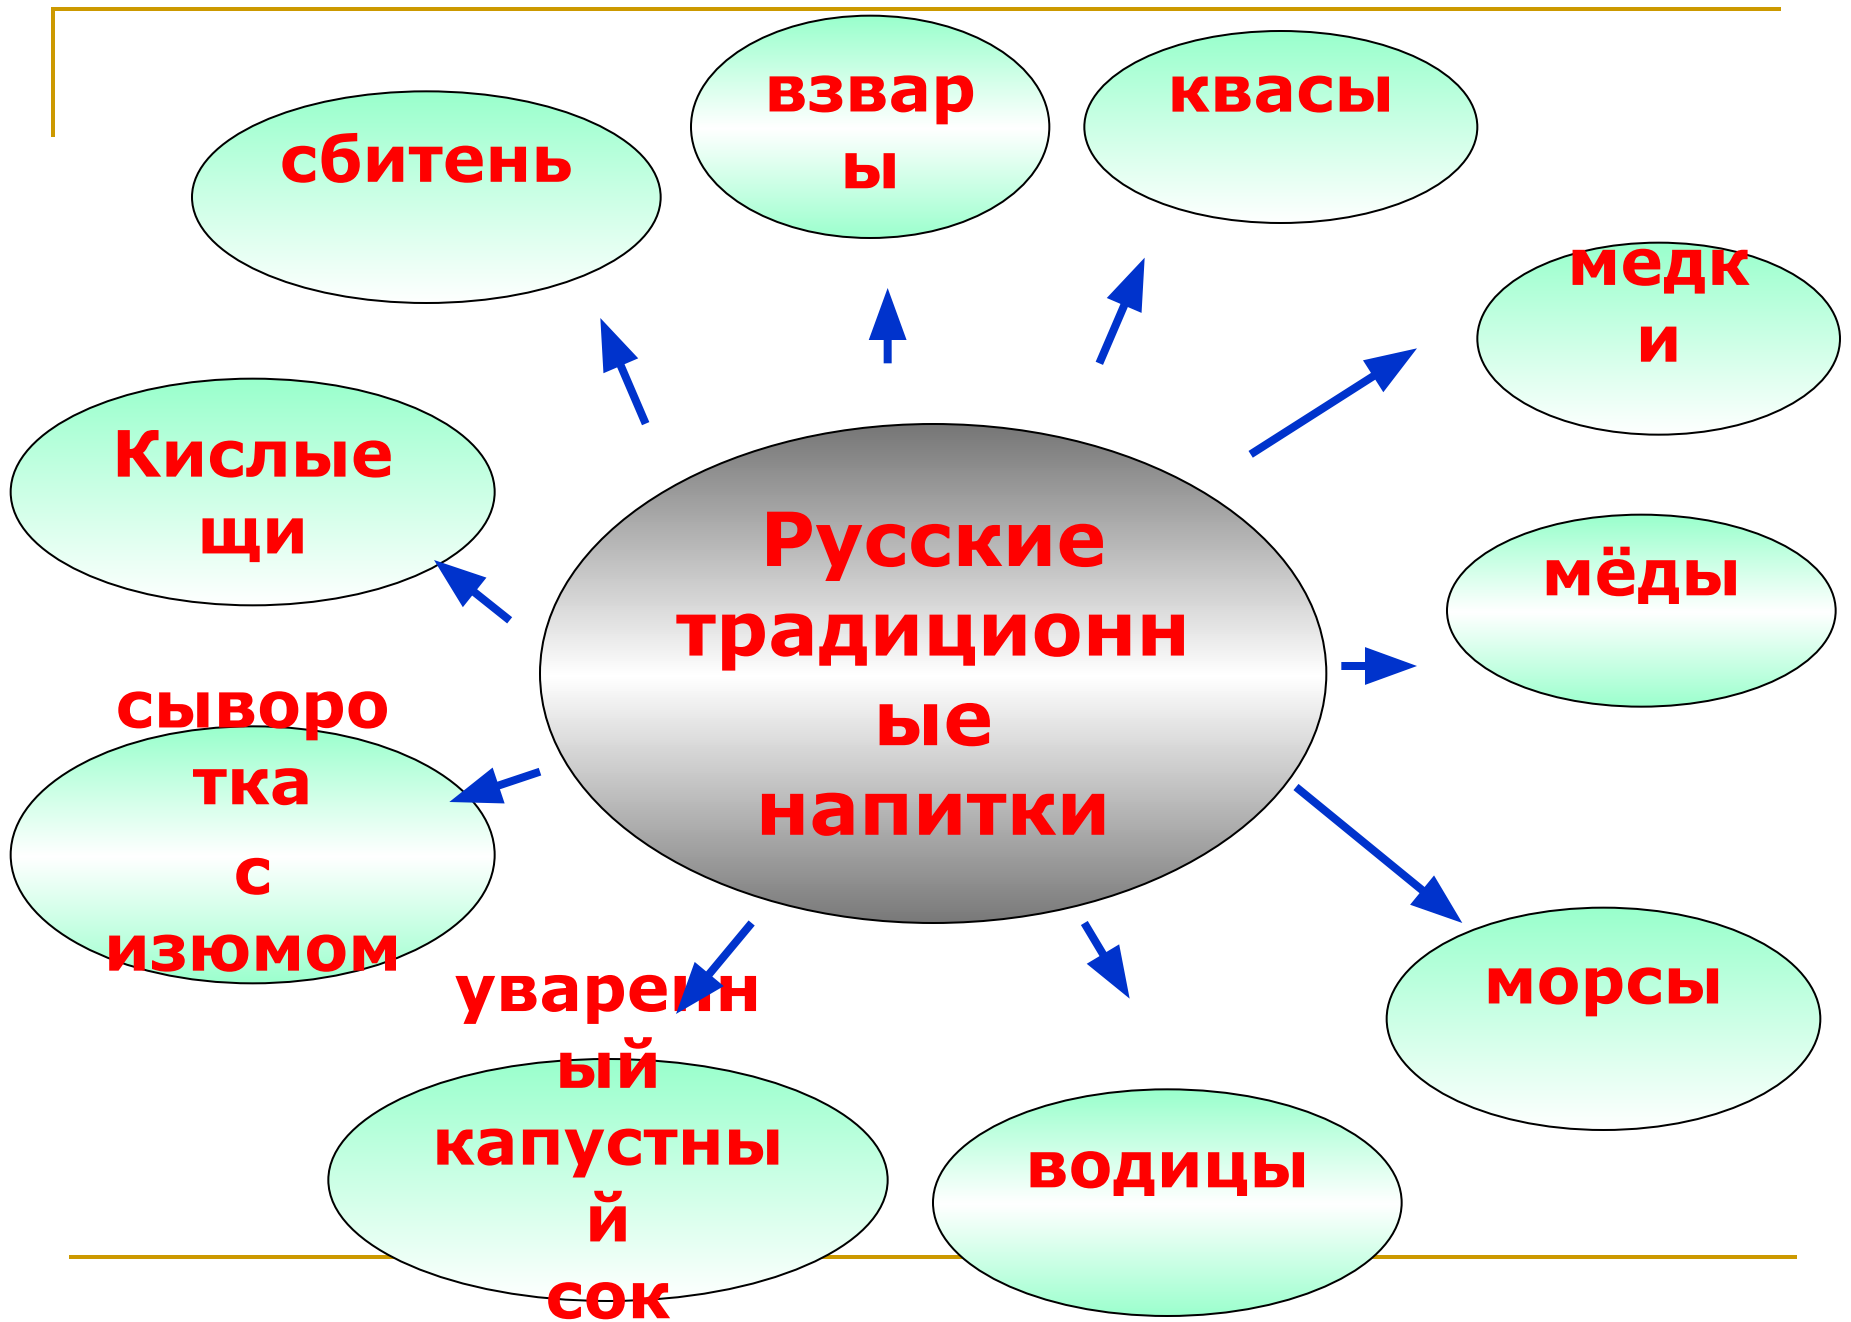 взвар
ы
квасы
сбитень
медк
и
Кислые
щи
Русские
традиционн
ые
напитки
мёды
сыворо
тка
с
изюмом
уваренн
ый
капустны
й
сок
морсы
водицы